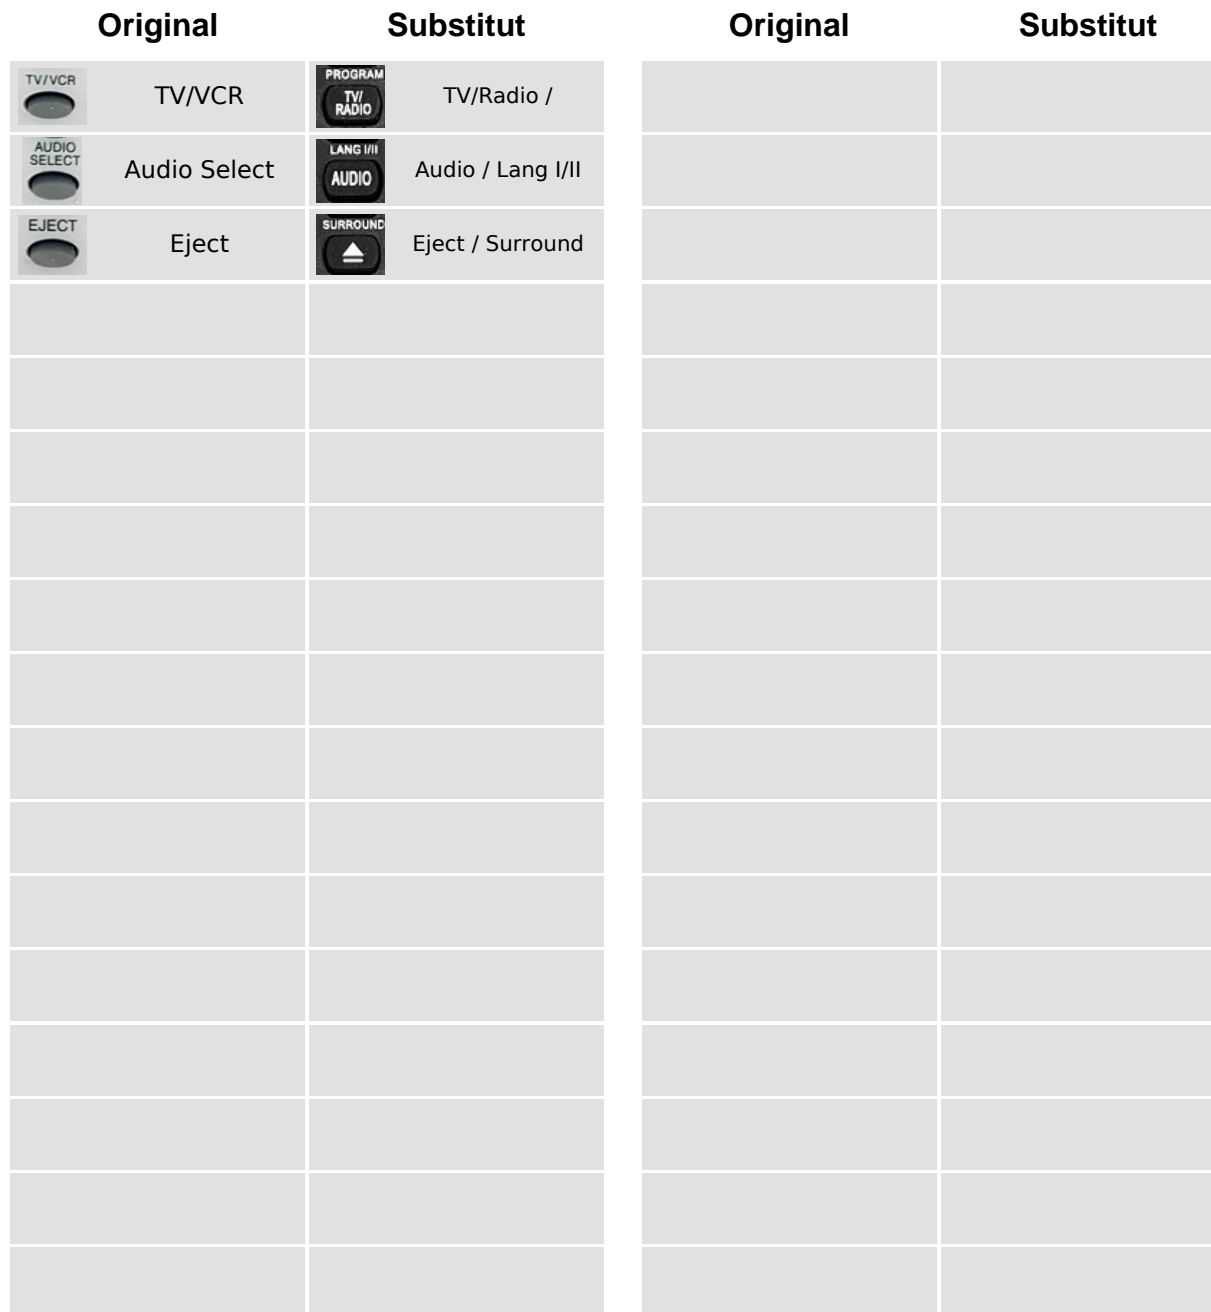 Original Substitut Original Substitut
TV/VCR TV/VCR PROGRAM TV/ RADIO TV/Radio /
AUDIO SELECT Audio Select LANG I/II AUDIO Audio / Lang I/II
EJECT Eject SURROUND Eject / Surround